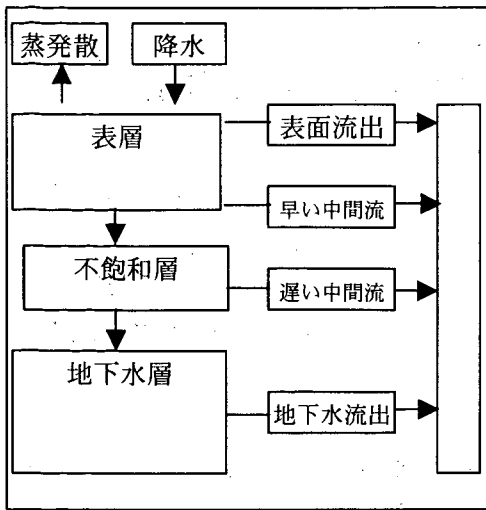 蒸発散
降水
表層
表面流出
早い中間流
不飽和層
遅い中間流
地下水層
地下水流出